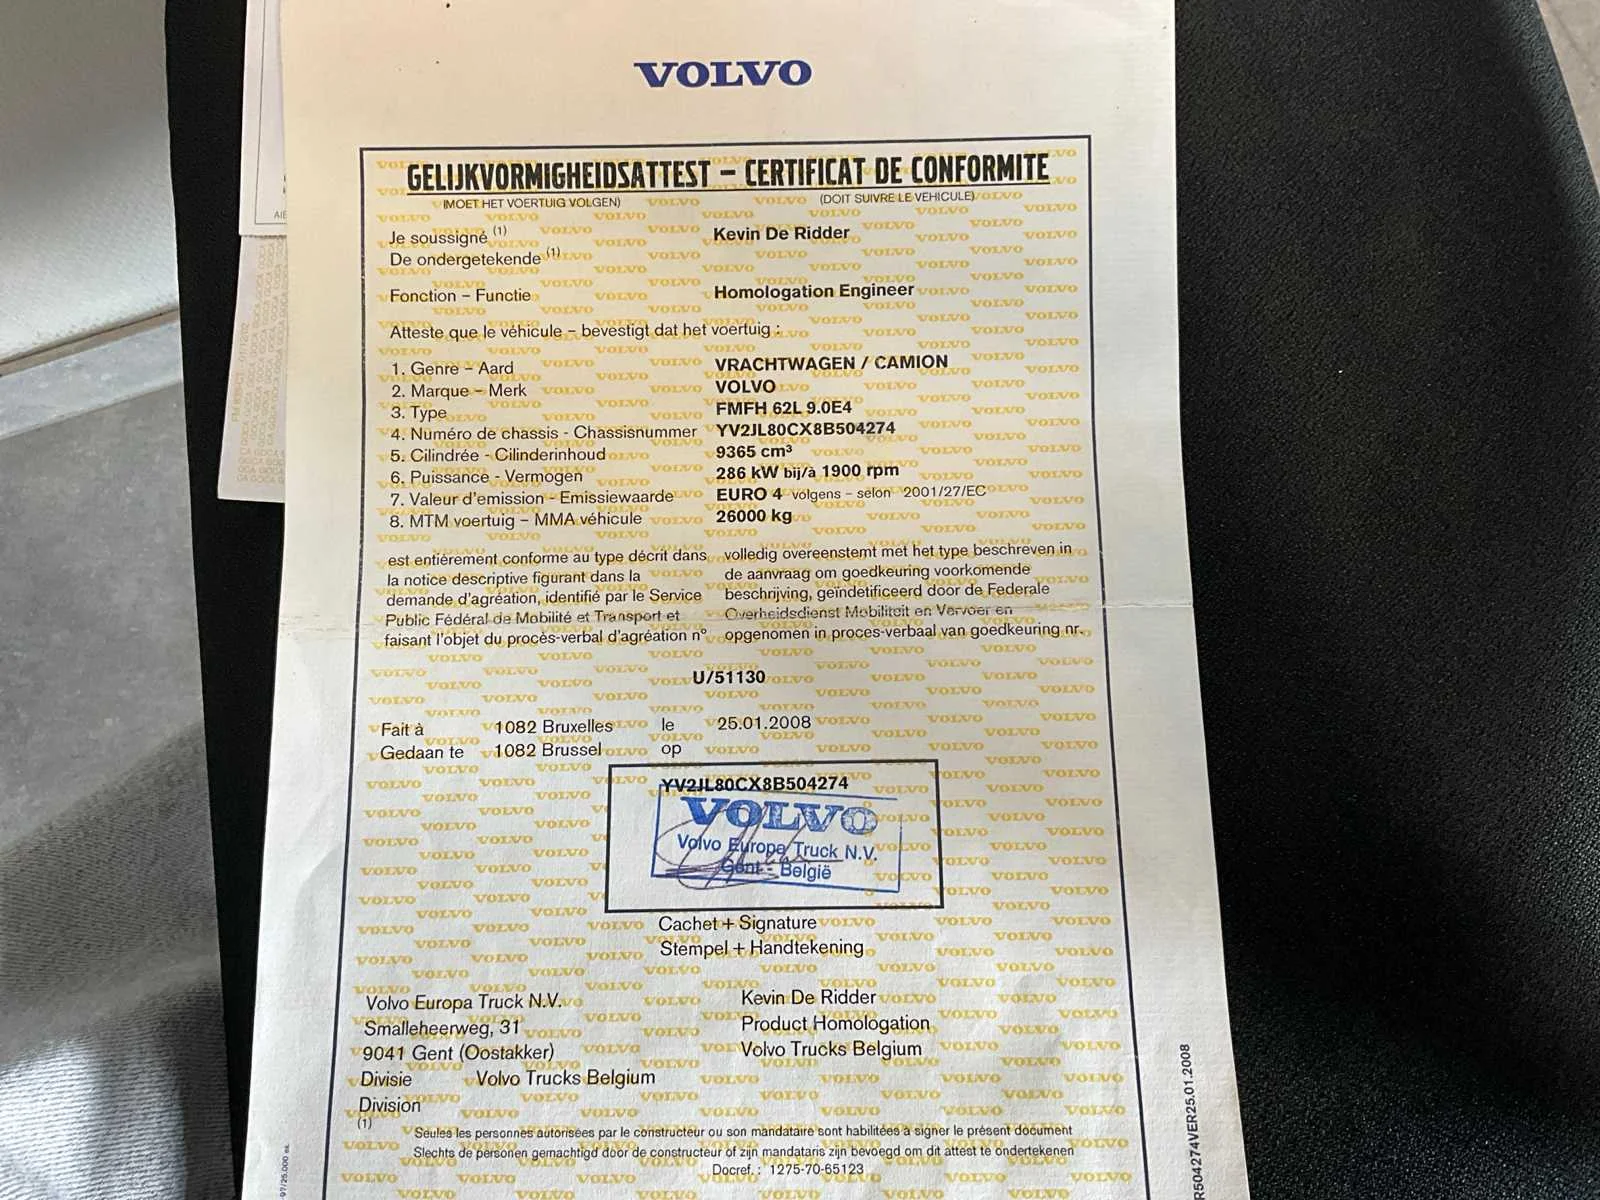 VOLVO
GELIJKVORMIGHEIDSATTEST – CERTIFICAT DE CONFORMITE
(MOET HET VOERTUIG VOLGEN) (DOIT SUIVRE LE VEHICULE)
Je soussigné (1) Kevin De Ridder
De ondergetekende (1)
Fonction – Functie Homologation Engineer
Atteste que le véhicule – bevestigt dat het voertuig :
1. Genre – Aard VRACHTWAGEN / CAMION
2. Marque – Merk VOLVO
3. Type FMFH 62L 9.0E4
4. Numéro de chassis - Chassisnummer YV2JL80CX8B504274
5. Cilindrée - Cilinderinhoud 9365 cm³
6. Puissance - Vermogen 286 kW bij/à 1900 rpm
7. Valeur d'emission - Emissiewaarde EURO 4 volgens – selon 2001/27/EC
8. MTM voertuig – MMA véhicule 26000 kg
est entiérement conforme au type décrit dans
la notice descriptive figurant dans la
demande d'agréation, identifié par le Service
Public Fédéral de Mobilité et Transport et
faisant l'objet du procès-verbal d'agréation n°
volledig overeenstemt met het type beschreven in
de aanvraag om goedkeuring voorkomende
beschrijving, geïndetificeerd door de Federale
Overheidsdienst Mobiliteit en Vervoer en
opgenomen in proces-verbaal van goedkeuring nr.
U/51130
Fait à 1082 Bruxelles le 25.01.2008
Gedaan te 1082 Brussel op
YV2JL80CX8B504274
VOLVO
Volvo Europa Truck N.V.
Gent - België
Cachet + Signature
Stempel + Handtekening
Volvo Europa Truck N.V. Kevin De Ridder
Smalleheerweg, 31 Product Homologation
9041 Gent (Oostakker) Volvo Trucks Belgium
Divisie Volvo Trucks Belgium
Division
(1)
Seules les personnes autorisées par le constructeur ou son mandataire sont habilitées à signer le présent document
Slechts de personen gemachtigd door de constructeur of zijn mandataris zijn bevoegd om dit attest te ondertekenen
Docref. : 1275-70-65123
R504274VER25.01.2008
97/25.000 ex.